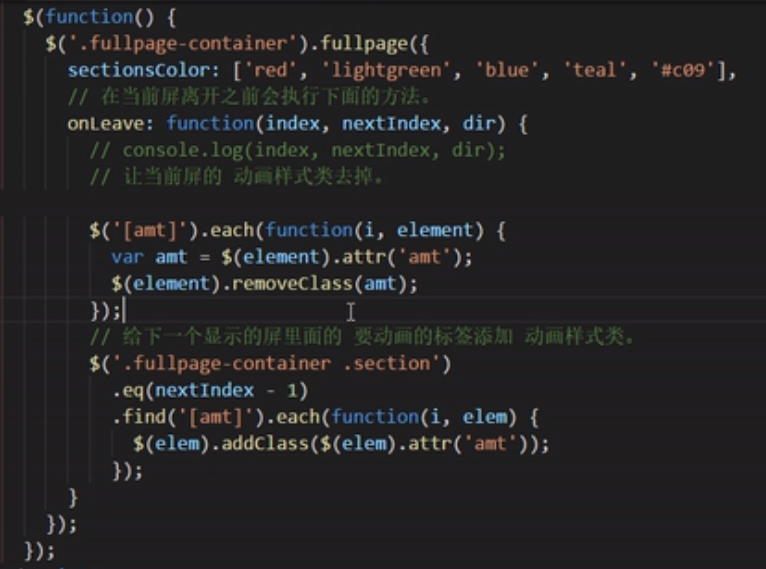 $(function() {
$('.fullpage-container').fullpage({
sectionsColor: ['red', 'lightgreen', 'blue', 'teal', '#c09'],
// 在当前屏离开之前会执行下面的方法。
onLeave: function(index, nextIndex, dir) {
// console.log(index, nextIndex, dir);
// 让当前屏的 动画样式类去掉。
$('[amt]').each(function(i, element) {
var amt = $(element).attr('amt');
$(element).removeClass(amt);
});
// 给下一个显示的屏里面的 要动画的标签添加 动画样式类。
$('.fullpage-container .section')
.eq(nextIndex - 1)
.find('[amt]').each(function(i, elem) {
$(elem).addClass($(elem).attr('amt'));
});
}
});
});